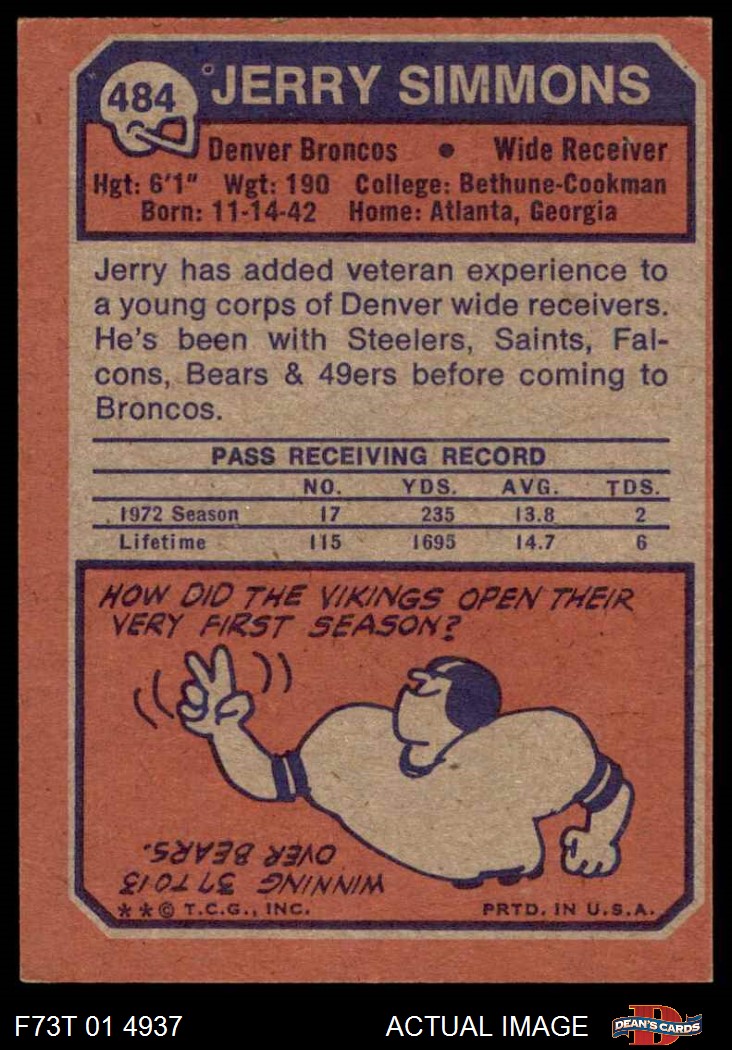 484
JERRY SIMMONS
Denver Broncos • Wide Receiver
Hgt: 6'1" Wgt: 190 College: Bethune-Cookman
Born: 11-14-42 Home: Atlanta, Georgia
Jerry has added veteran experience to
a young corps of Denver wide receivers.
He's been with Steelers, Saints, Fal-
cons, Bears & 49ers before coming to
Broncos.
PASS RECEIVING RECORD
NO. YDS. AVG. TDS.
1972 Season 17 235 13.8 2
Lifetime 115 1695 14.7 6
HOW DID THE VIKINGS OPEN THEIR
VERY FIRST SEASON?
WINNING 37 TO 13
OVER BEARS.
** © T.C.G., INC. PRTD. IN U.S.A.
F73T 01 4937 ACTUAL IMAGE
D
DEAN'S CARDS